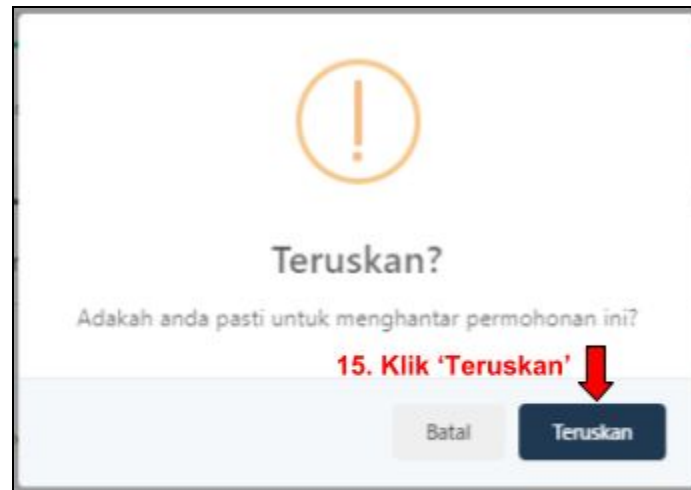 Teruskan?
Adakah anda pasti untuk menghantar permohonan ini?
15. Klik ‘Teruskan’
Batal
Teruskan